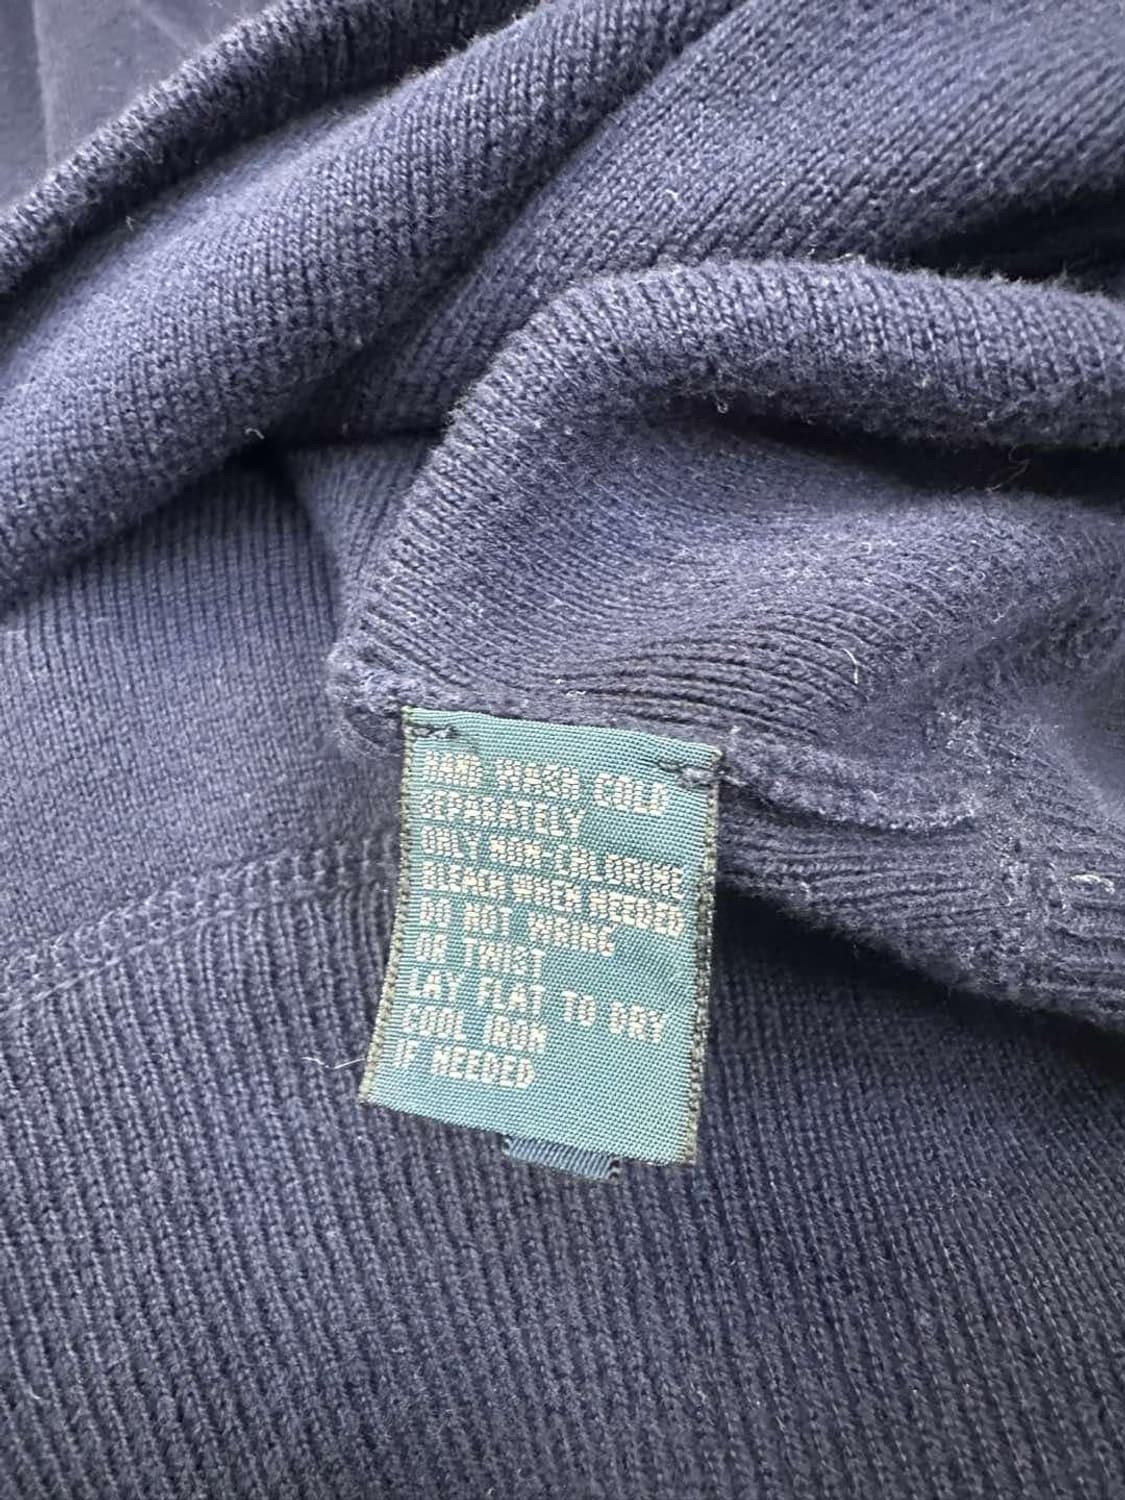 HAND WASH COLD
SEPARATELY
ONLY NON-CHLORINE
BLEACH WHEN NEEDED
DO NOT WRING
OR TWIST
LAY FLAT TO DRY
COOL IRON
IF NEEDED